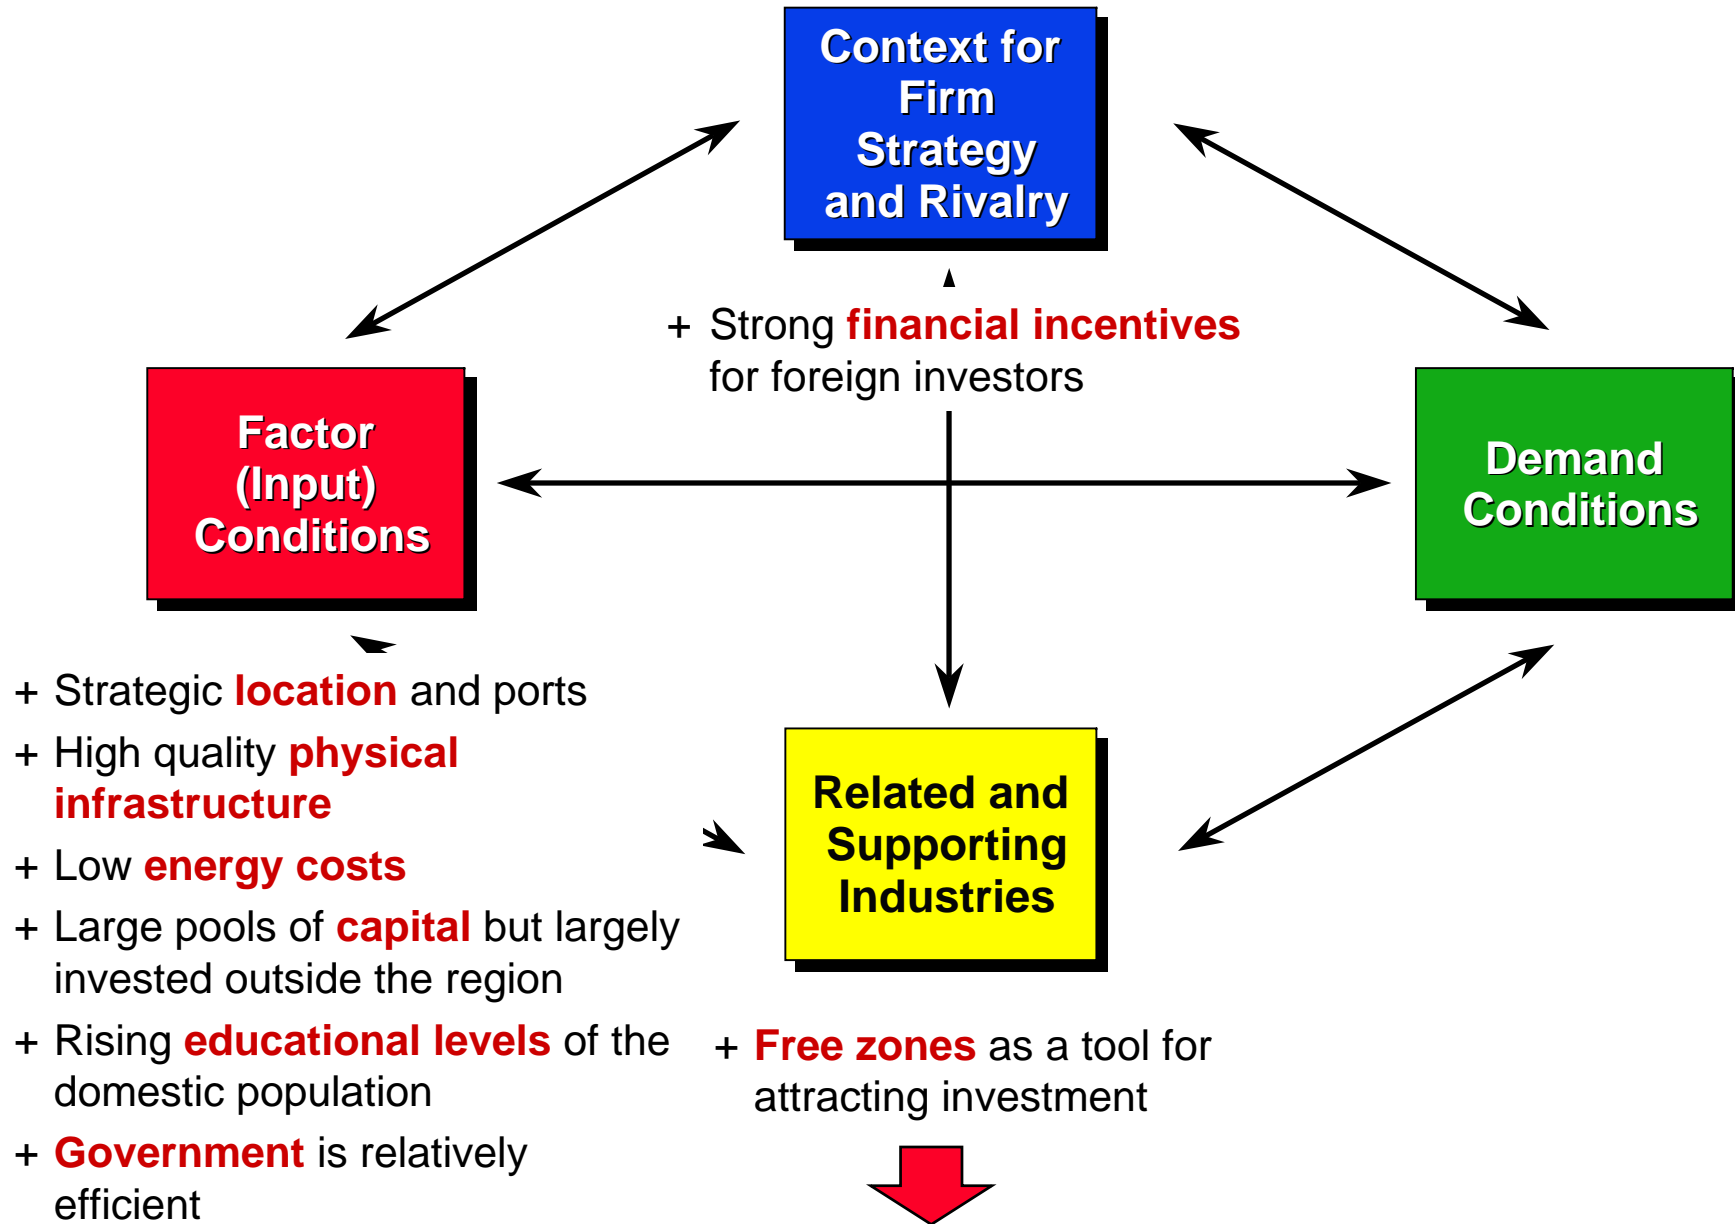 Context for
Firm
Strategy
and Rivalry
+ Strong financial incentives
for foreign investors
Factor
(Input)
Conditions
Demand
Conditions
+ Strategic location and ports
+ High quality physical
infrastructure
+ Low energy costs
+ Large pools of capital but largely
invested outside the region
+ Rising educational levels of the
domestic population
+ Government is relatively
efficient
Related and
Supporting
Industries
+ Free zones as a tool for
attracting investment